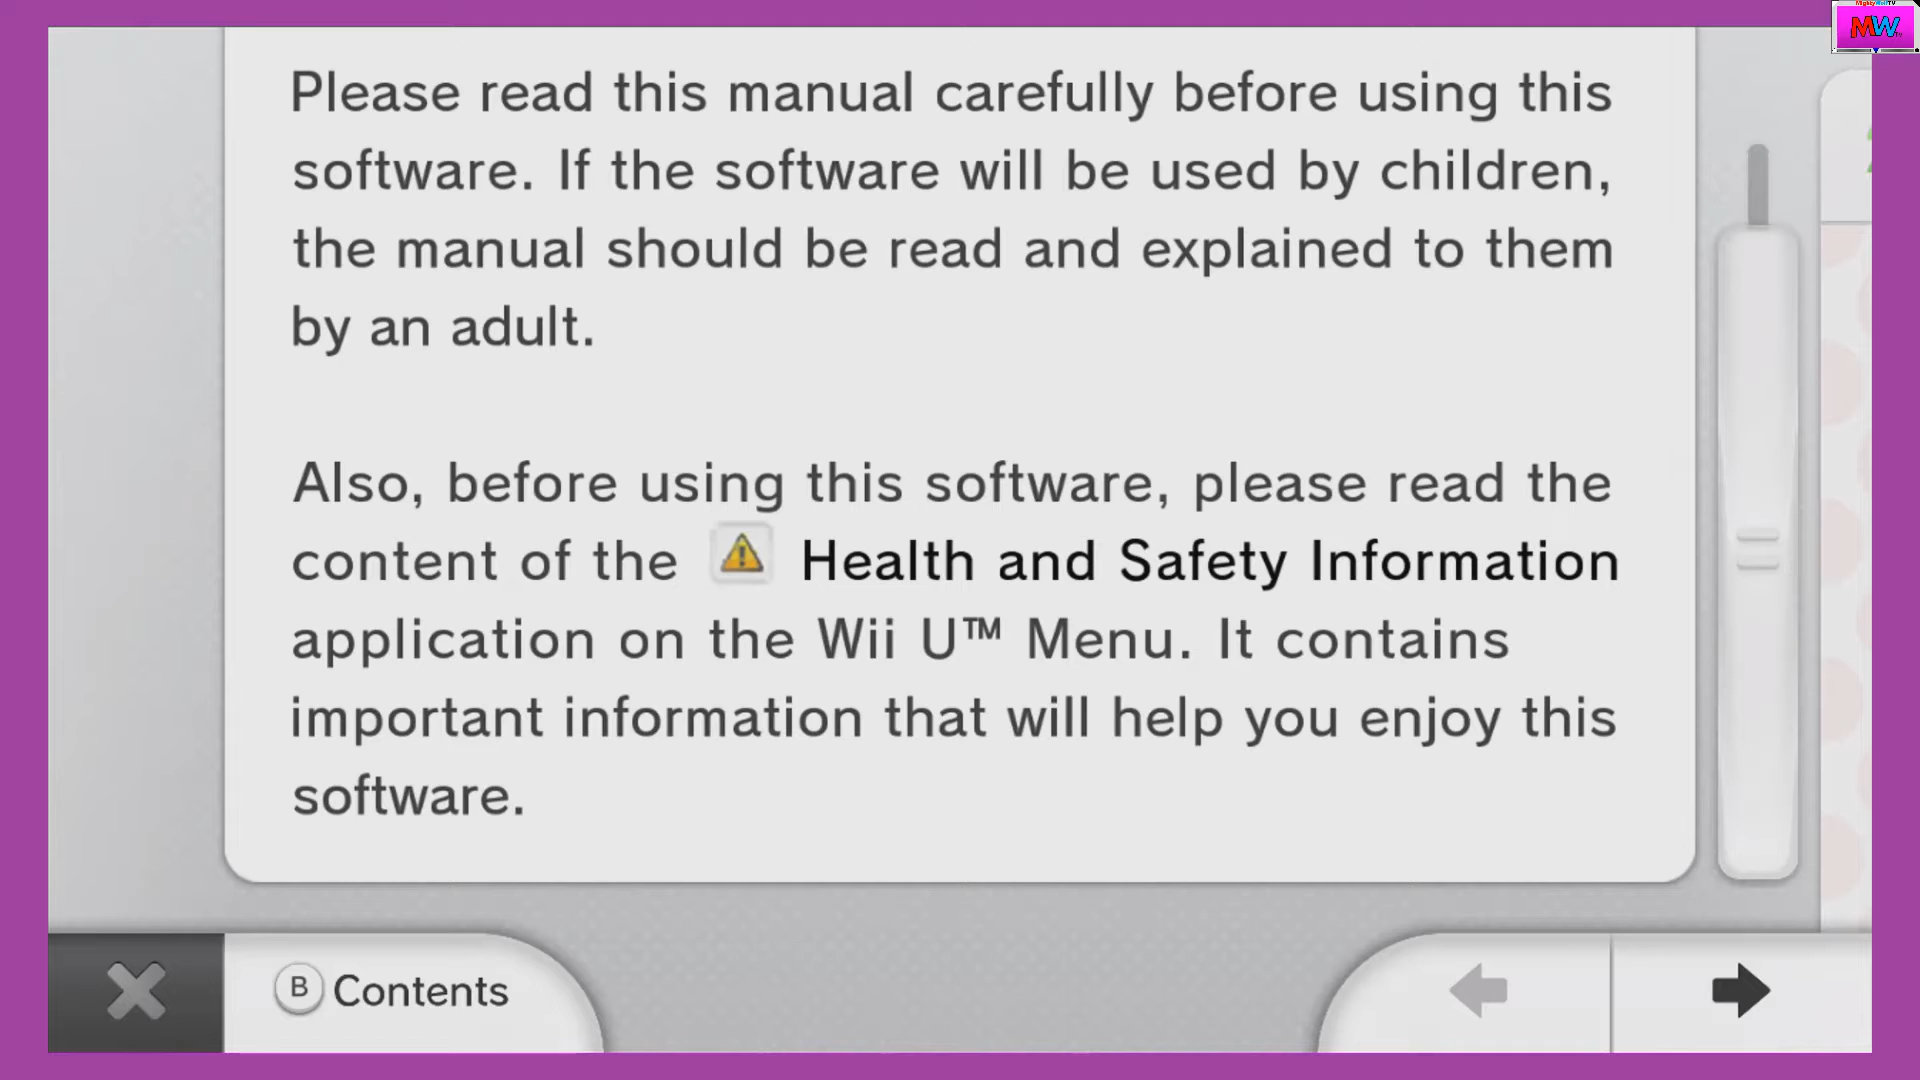 MightyWolfTV
MW
TV
Please read this manual carefully before using this
software. If the software will be used by children,
the manual should be read and explained to them
by an adult.
Also, before using this software, please read the
content of the Health and Safety Information
application on the Wii U™ Menu. It contains
important information that will help you enjoy this
software.
B Contents